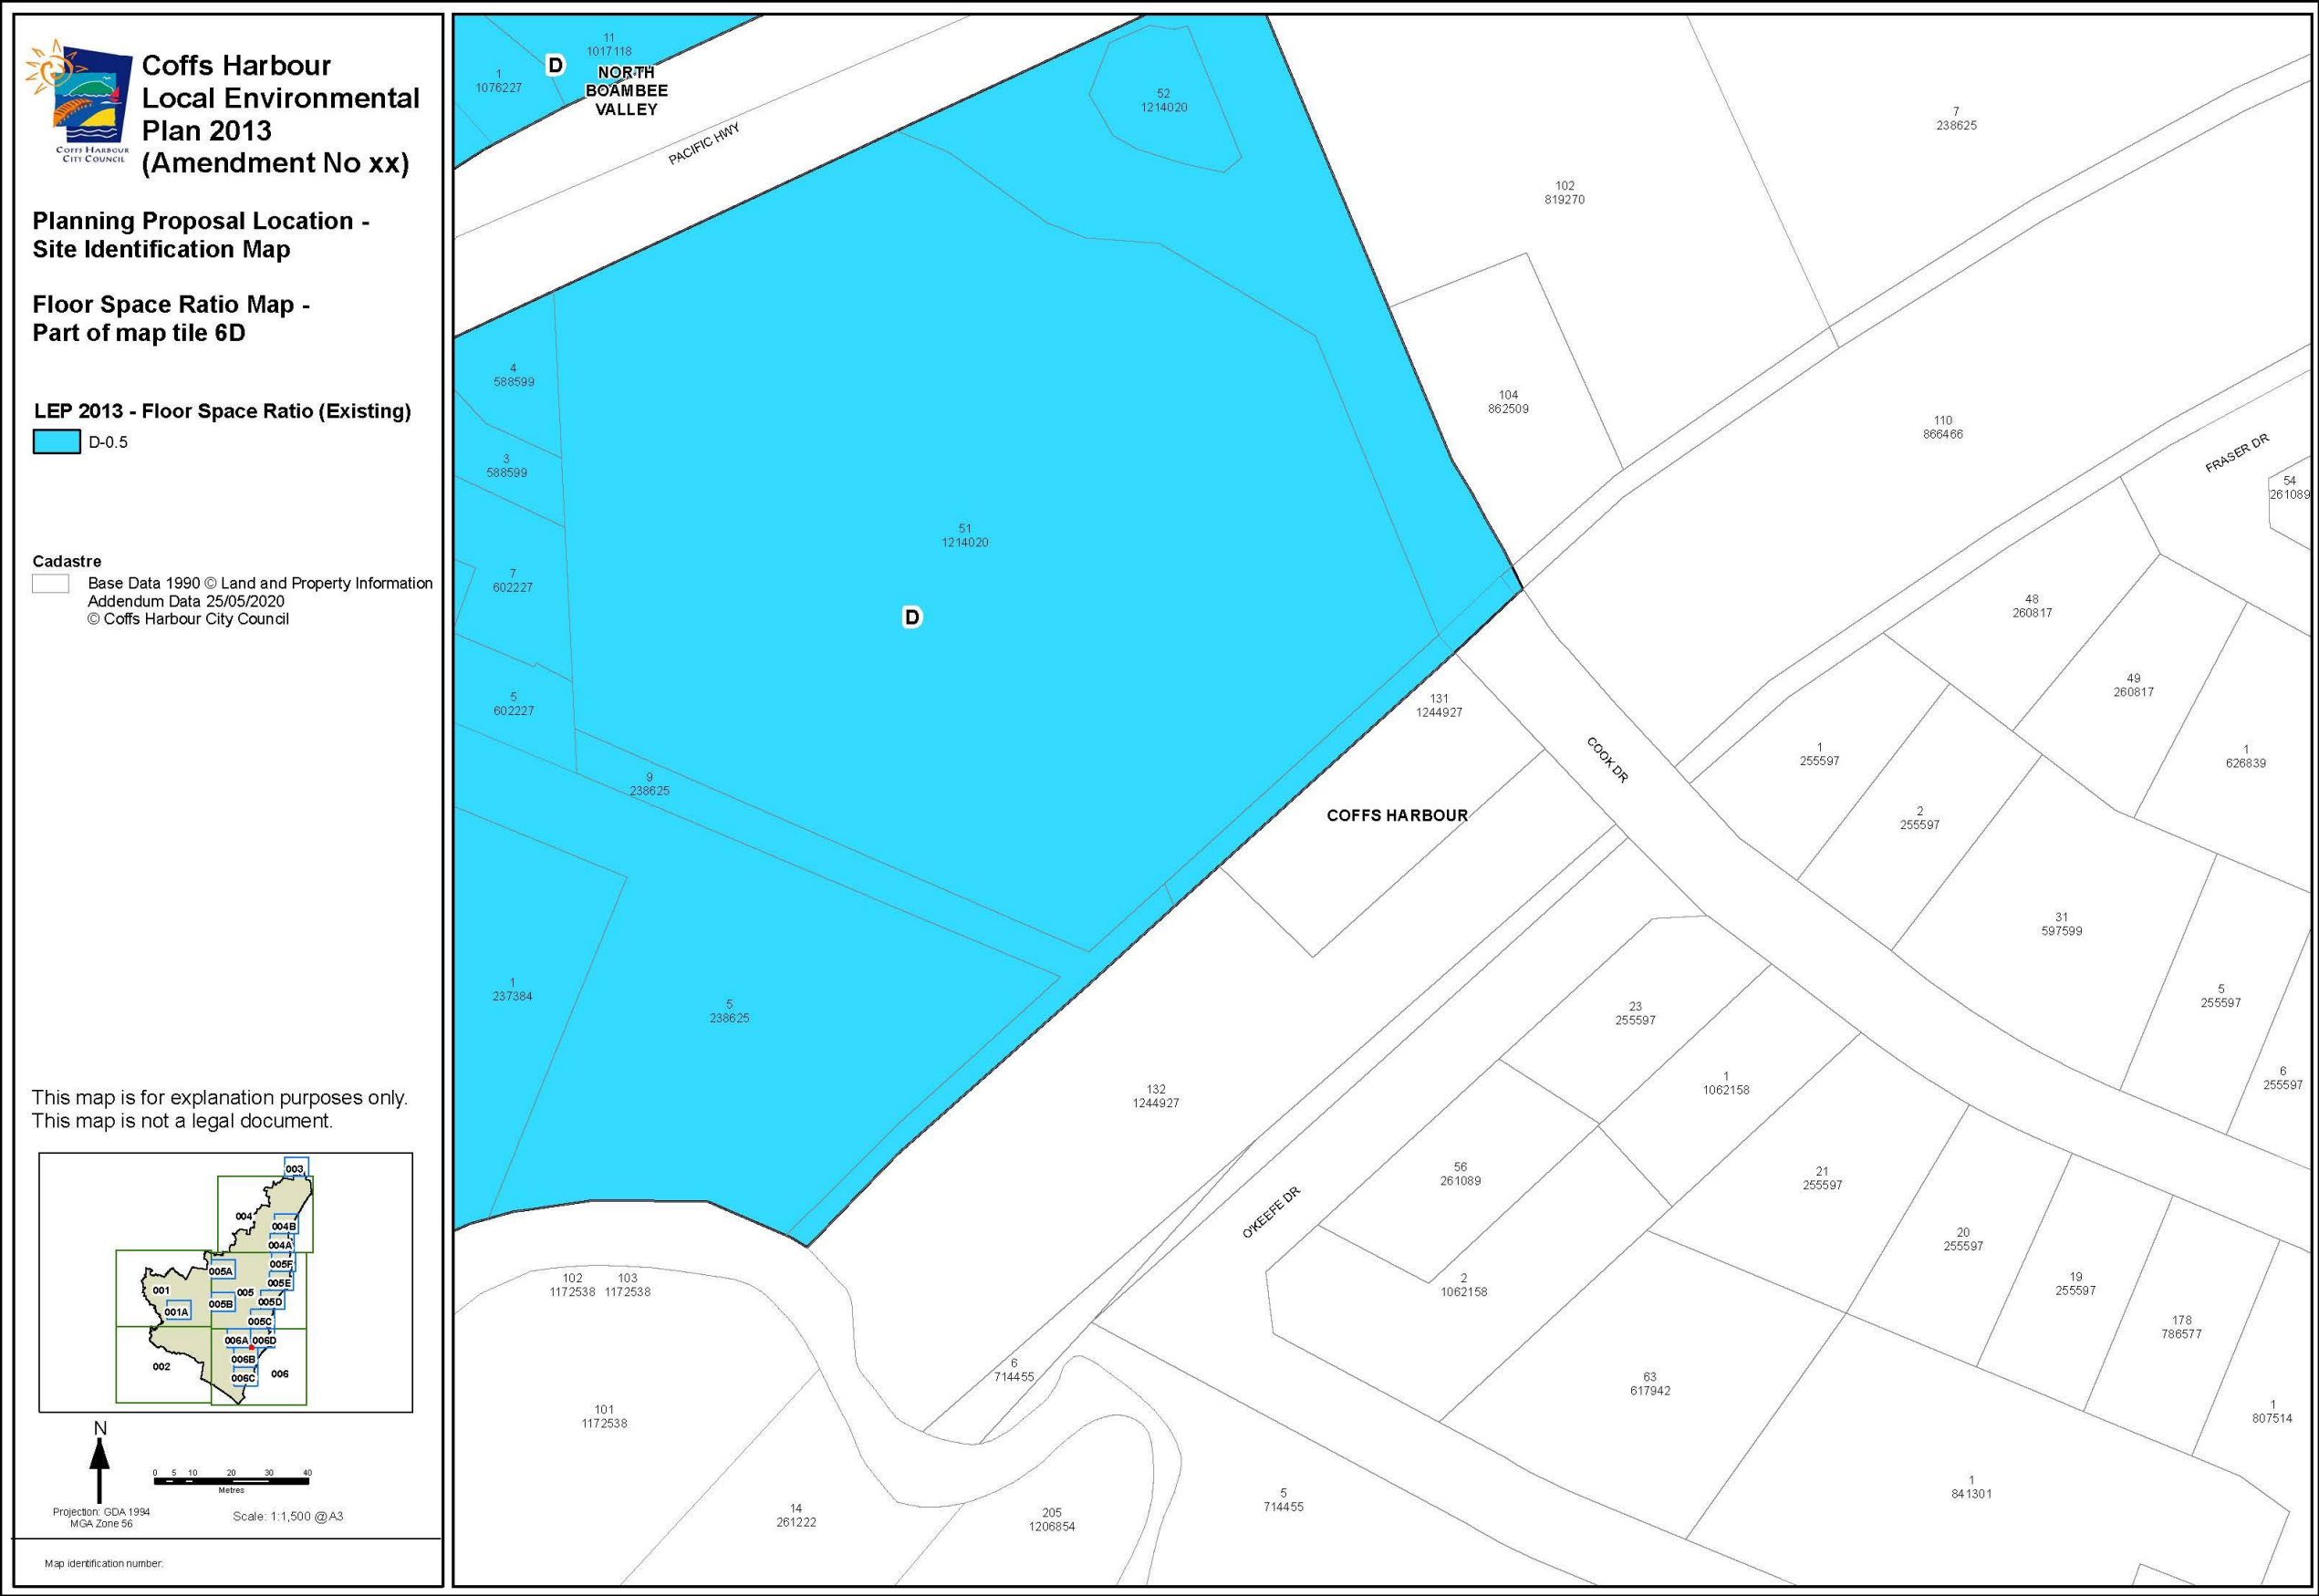 Coffs Harbour
Local Environmental
Plan 2013
(Amendment No xx)
COFFS HARBOUR
CITY COUNCIL
Planning Proposal Location -
Site Identification Map
Floor Space Ratio Map -
Part of map tile 6D
LEP 2013 - Floor Space Ratio (Existing)
D-0.5
Cadastre
Base Data 1990 © Land and Property Information
Addendum Data 25/05/2020
© Coffs Harbour City Council
This map is for explanation purposes only.
This map is not a legal document.
003
004
004B
004A
005F
005A
005E
001
005
005B
005D
001A
005C
006A
006D
006B
002
006C
006
N
0 5 10 20 30 40
Metres
Projection: GDA 1994
MGA Zone 56
Scale: 1:1,500 @A3
Map identification number:
11
1017118
1
1076227
D
NORTH
BOAMBEE
VALLEY
PACIFIC HWY
52
1214020
7
238625
102
819270
4
588599
104
862509
110
866466
FRASER DR
54
261089
3
588599
51
1214020
7
602227
D
48
260817
49
260817
5
602227
131
1244927
COOK DR
1
255597
1
626839
9
238625
COFFS HARBOUR
2
255597
31
597599
1
237384
5
238625
5
255597
23
255597
6
255597
132
1244927
1
1062158
56
261089
21
255597
O'KEEFE DR
20
255597
102
1172538
103
1172538
2
1062158
19
255597
178
786577
6
714455
63
617942
101
1172538
1
807514
14
261222
205
1206854
5
714455
1
841301